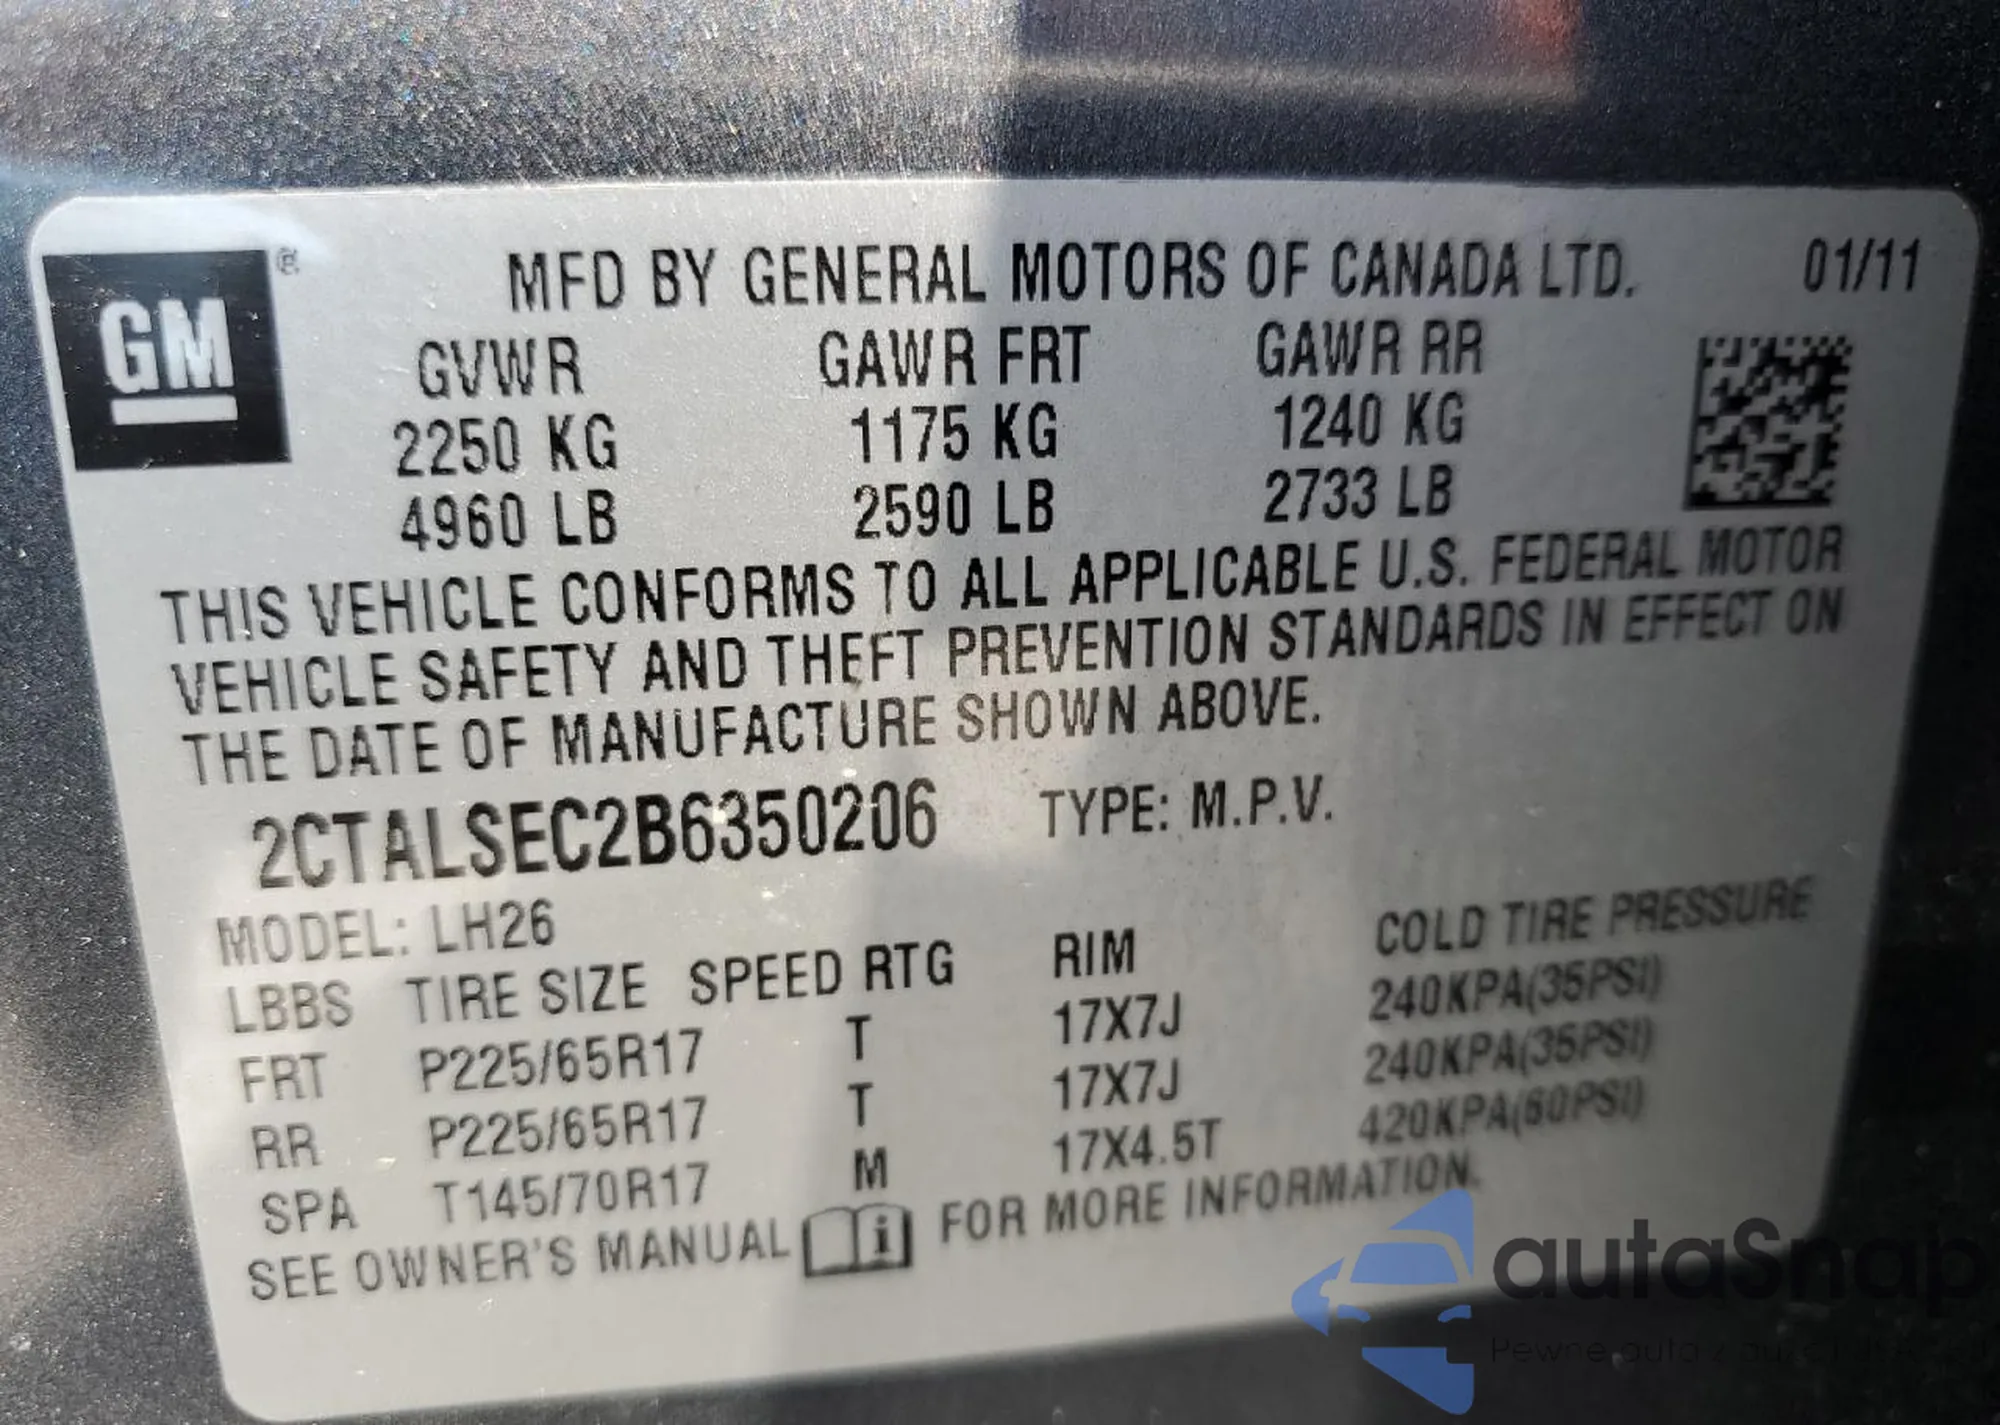 GM ®
MFD BY GENERAL MOTORS OF CANADA LTD. 01/11
GVWR GAWR FRT GAWR RR
2250 KG 1175 KG 1240 KG
4960 LB 2590 LB 2733 LB
THIS VEHICLE CONFORMS TO ALL APPLICABLE U.S. FEDERAL MOTOR
VEHICLE SAFETY AND THEFT PREVENTION STANDARDS IN EFFECT ON
THE DATE OF MANUFACTURE SHOWN ABOVE.
2CTALSEC2B6350206 TYPE: M.P.V.
MODEL: LH26
LBBS TIRE SIZE SPEED RTG RIM COLD TIRE PRESSURE
FRT P225/65R17 T 17X7J 240KPA(35PSI)
RR P225/65R17 T 17X7J 240KPA(35PSI)
SPA T145/70R17 M 17X4.5T 420KPA(60PSI)
SEE OWNER'S MANUAL i FOR MORE INFORMATION.
autaSnap
Pewne auta z